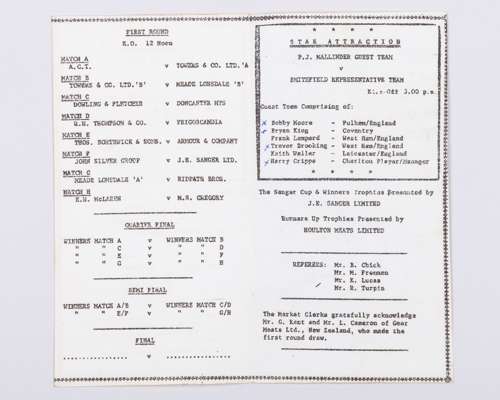 FIRST ROUND
K.O. 12 Noon
MATCH A
A.C.T. v TOWERS & CO. LTD.'A
MATCH B
TOWERS & CO. LTD.'B' v MEADE LONSDALE 'B'
MATCH C
DOWLING & FLETCHER v DONCASTER MYS
MATCH D
R.H. THOMPSON & CO. v VEIGOSCANDIA
MATCH E
THOS. BORTHWICK & SONS. v ARMOUR & COMPANY
MATCH F
JOHN SILVER GROUP v J.E. SANGER LTD.
MATCH G
MEADE LONSDALE 'A' v RIPPATH BROS.
MATCH H
E.H. McLAREN v M.R. GREGORY
QUARTER FINAL
WINNERS MATCH A v WINNERS MATCH B
" " C v " " D
" " E v " " F
" " G v " " H
SEMI FINAL
WINNERS MATCH A/B v WINNERS MATCH C/D
" " E/F v " " G/H
FINAL
.................. v ..................
* * * *
STAR ATTRACTION
P.J. MALLINDER GUEST TEAM
v
SMITHFIELD REPRESENTATIVE TEAM
Kick-Off 3.00 p.m.
Guest Team Comprising of:
Bobby Moore - Fulham/England
Bryan King - Coventry
Frank Lampard - West Ham/England
Trevor Brooking - West Ham/England
Keith Weller - Leicester/England
Harry Cripps - Charlton Player/Manager
The Sanger Cup & Winners Trophies Presented by
J.E. SANGER LIMITED
Runners Up Trophies Presented by
HOULTON MEATS LIMITED
REFEREES: Mr. B. Chick
Mr. M. Freemen
Mr. K. Lucas
Mr. R. Turpin
The Market Clerks gratefully acknowledge
Mr. G. Kent and Mr. L. Cameron of Gear
Meats Ltd., New Zealand, who made the
first round draw.